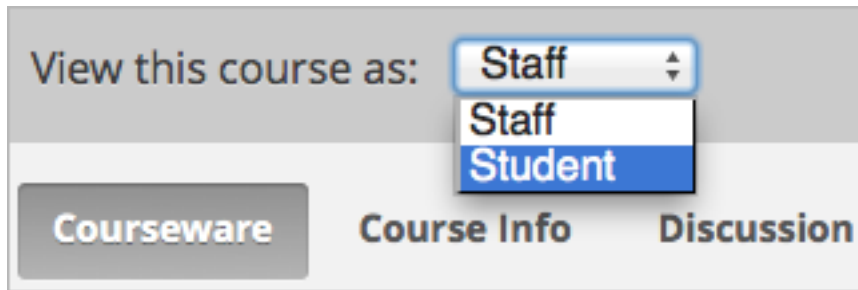 View this course as: Staff
Staff
Student
Courseware Course Info Discussion